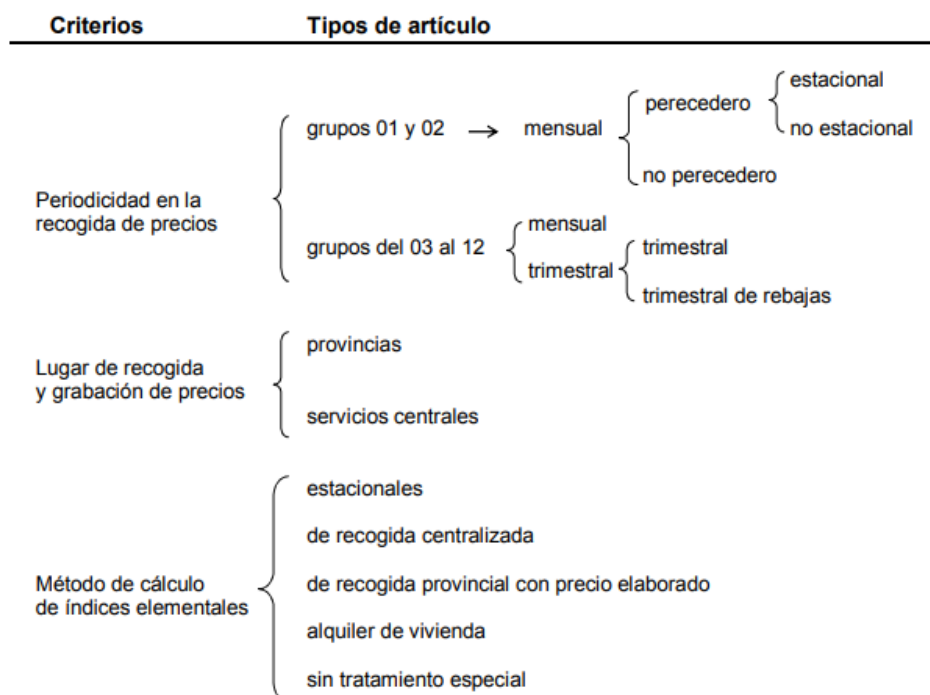 Criterios Tipos de artículo
estacional
perecedero
grupos 01 y 02 → mensual
no estacional
no perecedero
Periodicidad en la
recogida de precios
mensual
grupos del 03 al 12
trimestral
trimestral
trimestral de rebajas
provincias
Lugar de recogida
y grabación de precios
servicios centrales
estacionales
de recogida centralizada
Método de cálculo
de índices elementales
de recogida provincial con precio elaborado
alquiler de vivienda
sin tratamiento especial